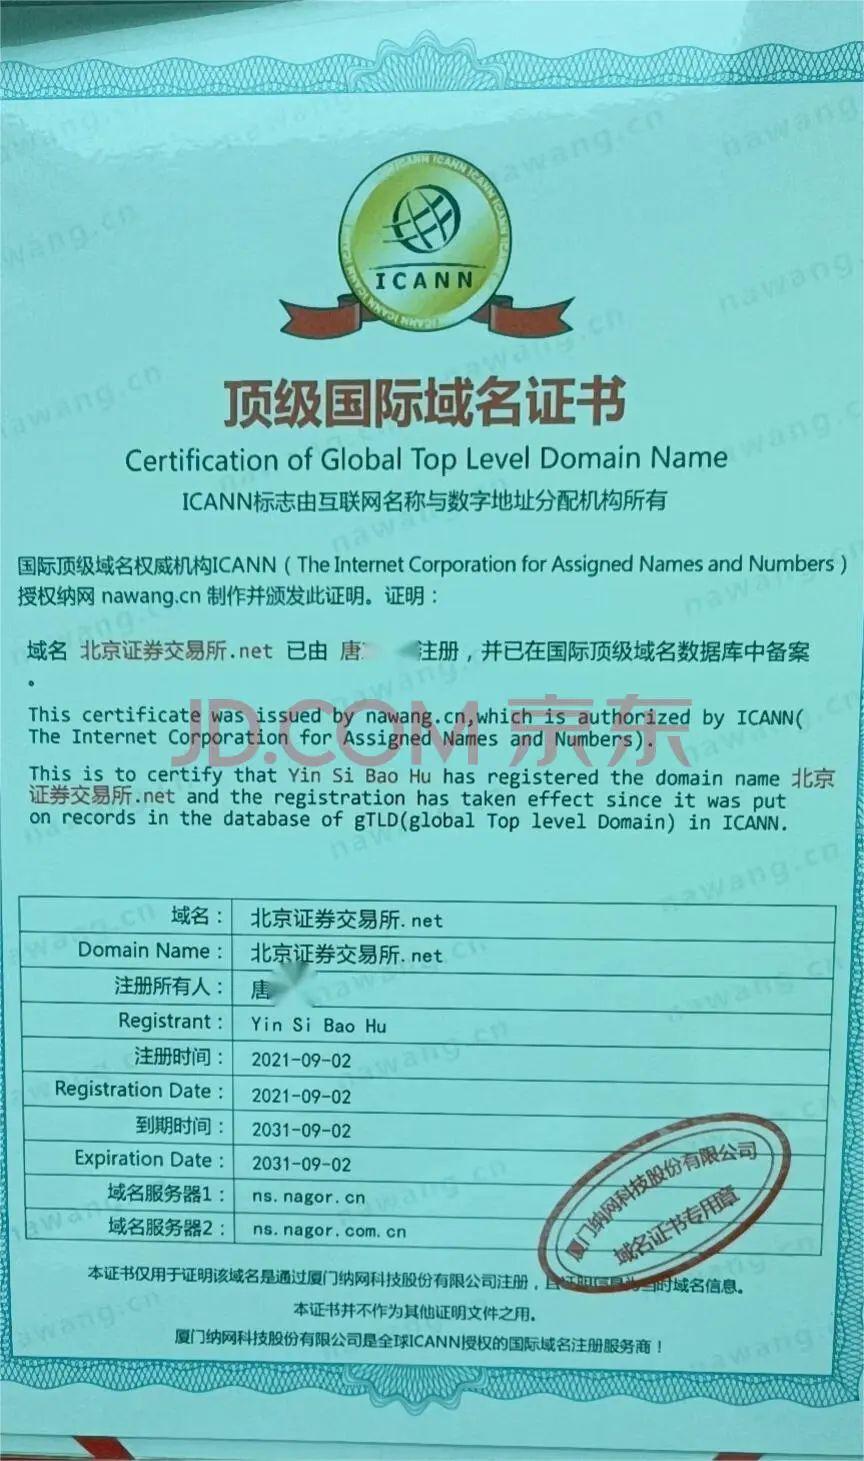 ICANN
顶级国际域名证书
Certification of Global Top Level Domain Name
ICANN标志由互联网名称与数字地址分配机构所有
国际顶级域名权威机构ICANN（The Internet Corporation for Assigned Names and Numbers）
授权纳网 nawang.cn 制作并颁发此证明。证明：
域名 北京证券交易所.net 已由 唐 注册，并已在国际顶级域名数据库中备案
。
JD.COM 京东
This certificate was issued by nawang.cn,which is authorized by ICANN(
The Internet Corporation for Assigned Names and Numbers).
This is to certify that Yin Si Bao Hu has registered the domain name 北京
证券交易所.net and the registration has taken effect since it was put
on records in the database of gTLD(global Top level Domain) in ICANN.
域名： 北京证券交易所.net
Domain Name： 北京证券交易所.net
注册所有人： 唐
Registrant： Yin Si Bao Hu
注册时间： 2021-09-02
Registration Date： 2021-09-02
到期时间： 2031-09-02
Expiration Date： 2031-09-02
域名服务器1： ns.nagor.cn
域名服务器2： ns.nagor.com.cn
厦门纳网科技股份有限公司
域名证书专用章
本证书仅用于证明该域名是通过厦门纳网科技股份有限公司注册，且证明信息为当时域名信息。
本证书并不作为其他证明文件之用。
厦门纳网科技股份有限公司是全球ICANN授权的国际域名注册服务商！